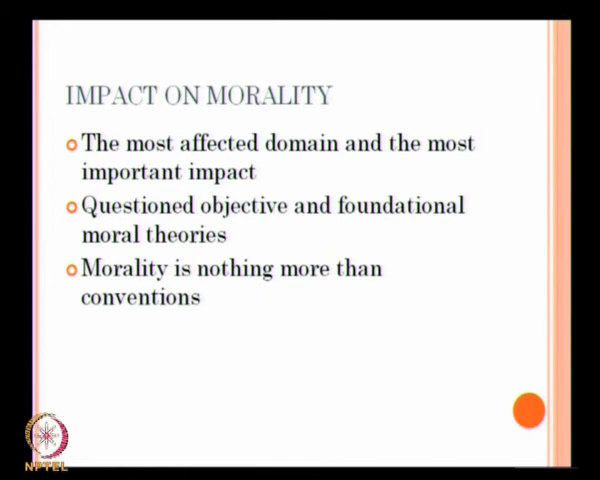 IMPACT ON MORALITY
The most affected domain and the most
important impact
Questioned objective and foundational
moral theories
Morality is nothing more than
conventions
NPTEL